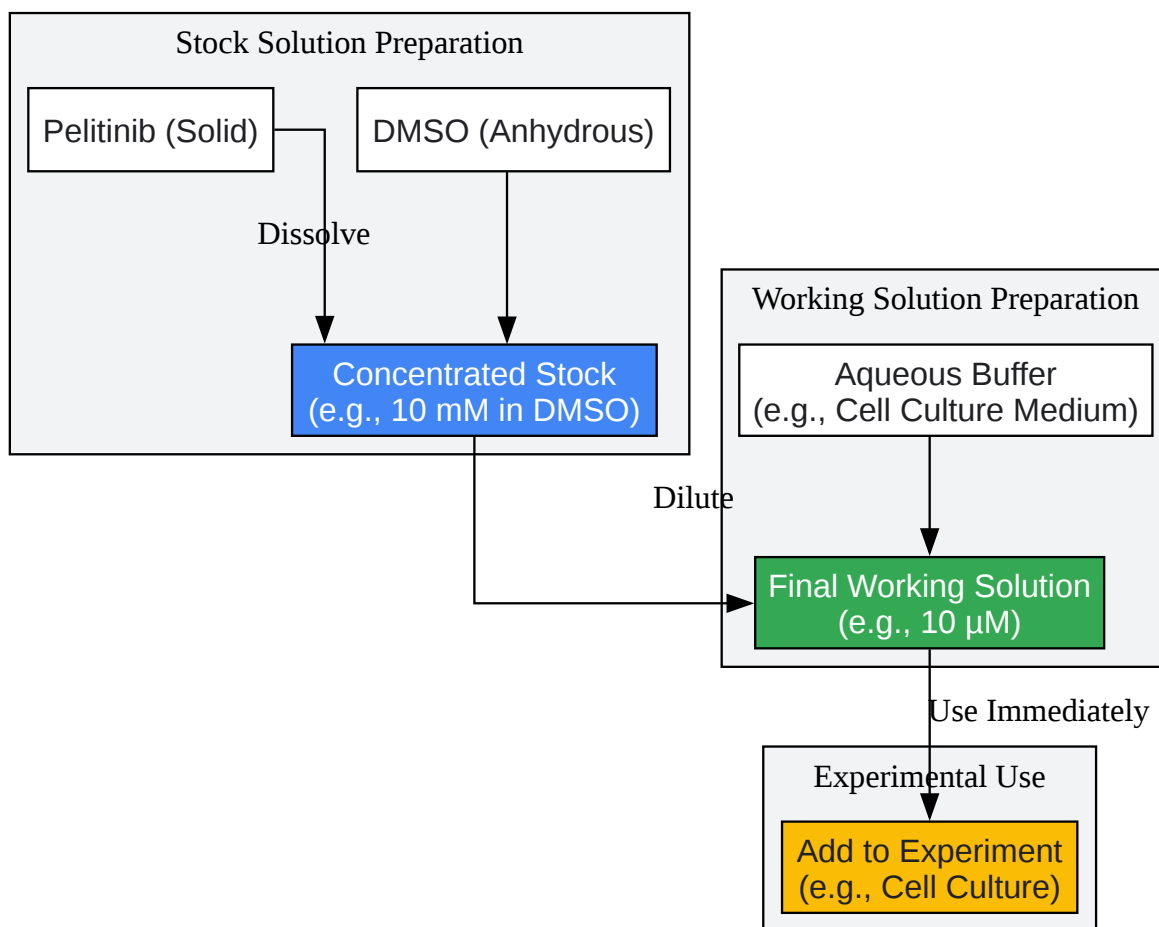 Stock Solution Preparation
Pelitinib (Solid)
DMSO (Anhydrous)
Dissolve
Concentrated Stock
(e.g., 10 mM in DMSO)
Working Solution Preparation
Aqueous Buffer
(e.g., Cell Culture Medium)
Dilute
Final Working Solution
(e.g., 10 µM)
Use Immediately
Experimental Use
Add to Experiment
(e.g., Cell Culture)